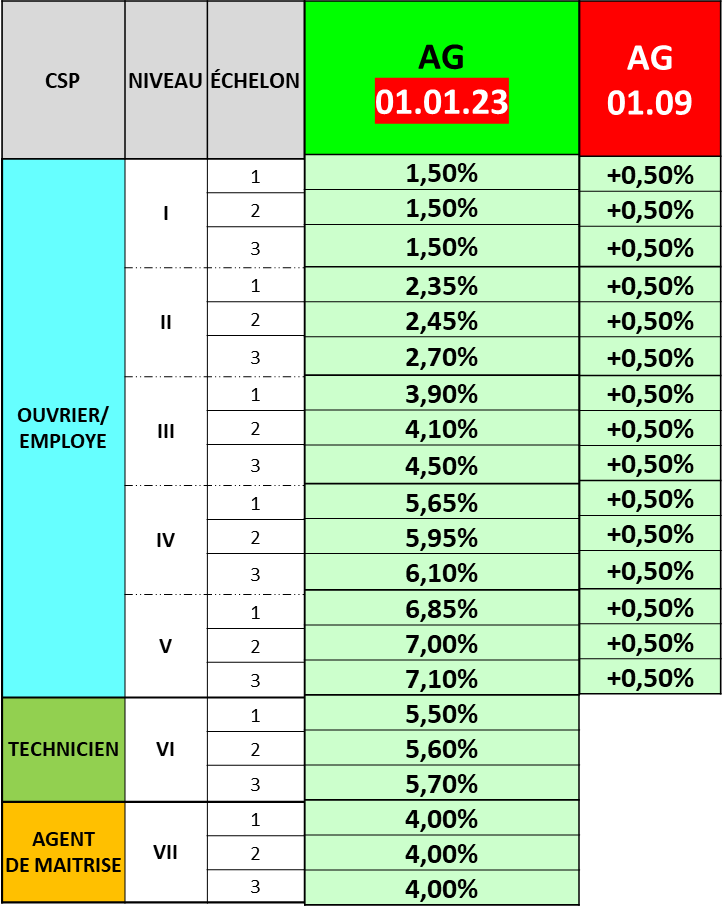 CSP NIVEAU ÉCHELON AG 01.01.23 AG 01.09
OUVRIER/ EMPLOYE
I
1 1,50% +0,50%
2 1,50% +0,50%
3 1,50% +0,50%
II
1 2,35% +0,50%
2 2,45% +0,50%
3 2,70% +0,50%
III
1 3,90% +0,50%
2 4,10% +0,50%
3 4,50% +0,50%
IV
1 5,65% +0,50%
2 5,95% +0,50%
3 6,10% +0,50%
V
1 6,85% +0,50%
2 7,00% +0,50%
3 7,10% +0,50%
TECHNICIEN
VI
1 5,50%
2 5,60%
3 5,70%
AGENT
DE MAITRISE
VII
1 4,00%
2 4,00%
3 4,00%